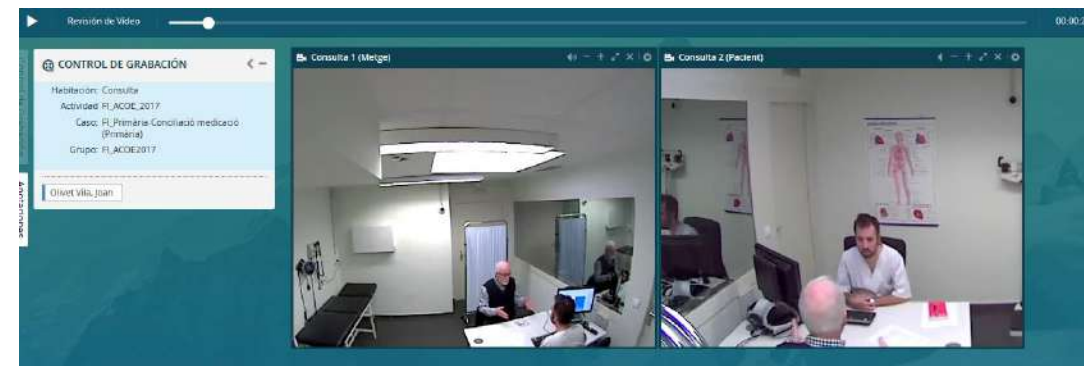 Revisión de Vídeo
00:00:2
CONTROL DE GRABACIÓN
Habitación: Consulta
Actividad FI_ACOE_2017
Caso: FI_Primària-Conciliació medicació
(Primària)
Grupo: FI_ACOE2017
Olivet Vila, Joan
Anotaciones
Consulta 1 (Metge)
Consulta 2 (Pacient)